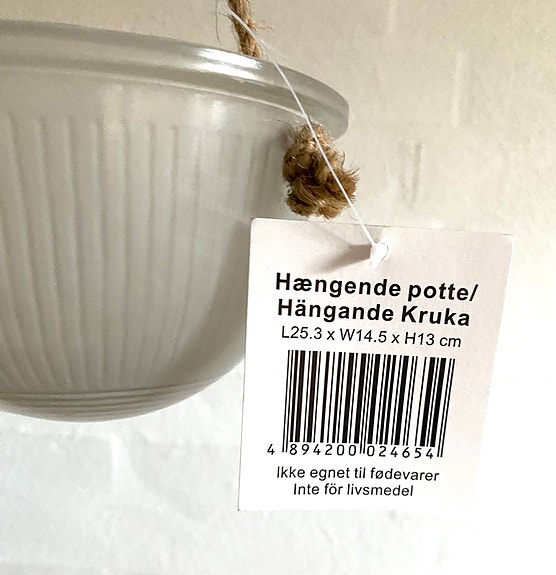 Hængende potte/
Hängande Kruka
L25.3 x W14.5 x H13 cm
4 894200 024654
Ikke egnet til fødevarer
Inte för livsmedel